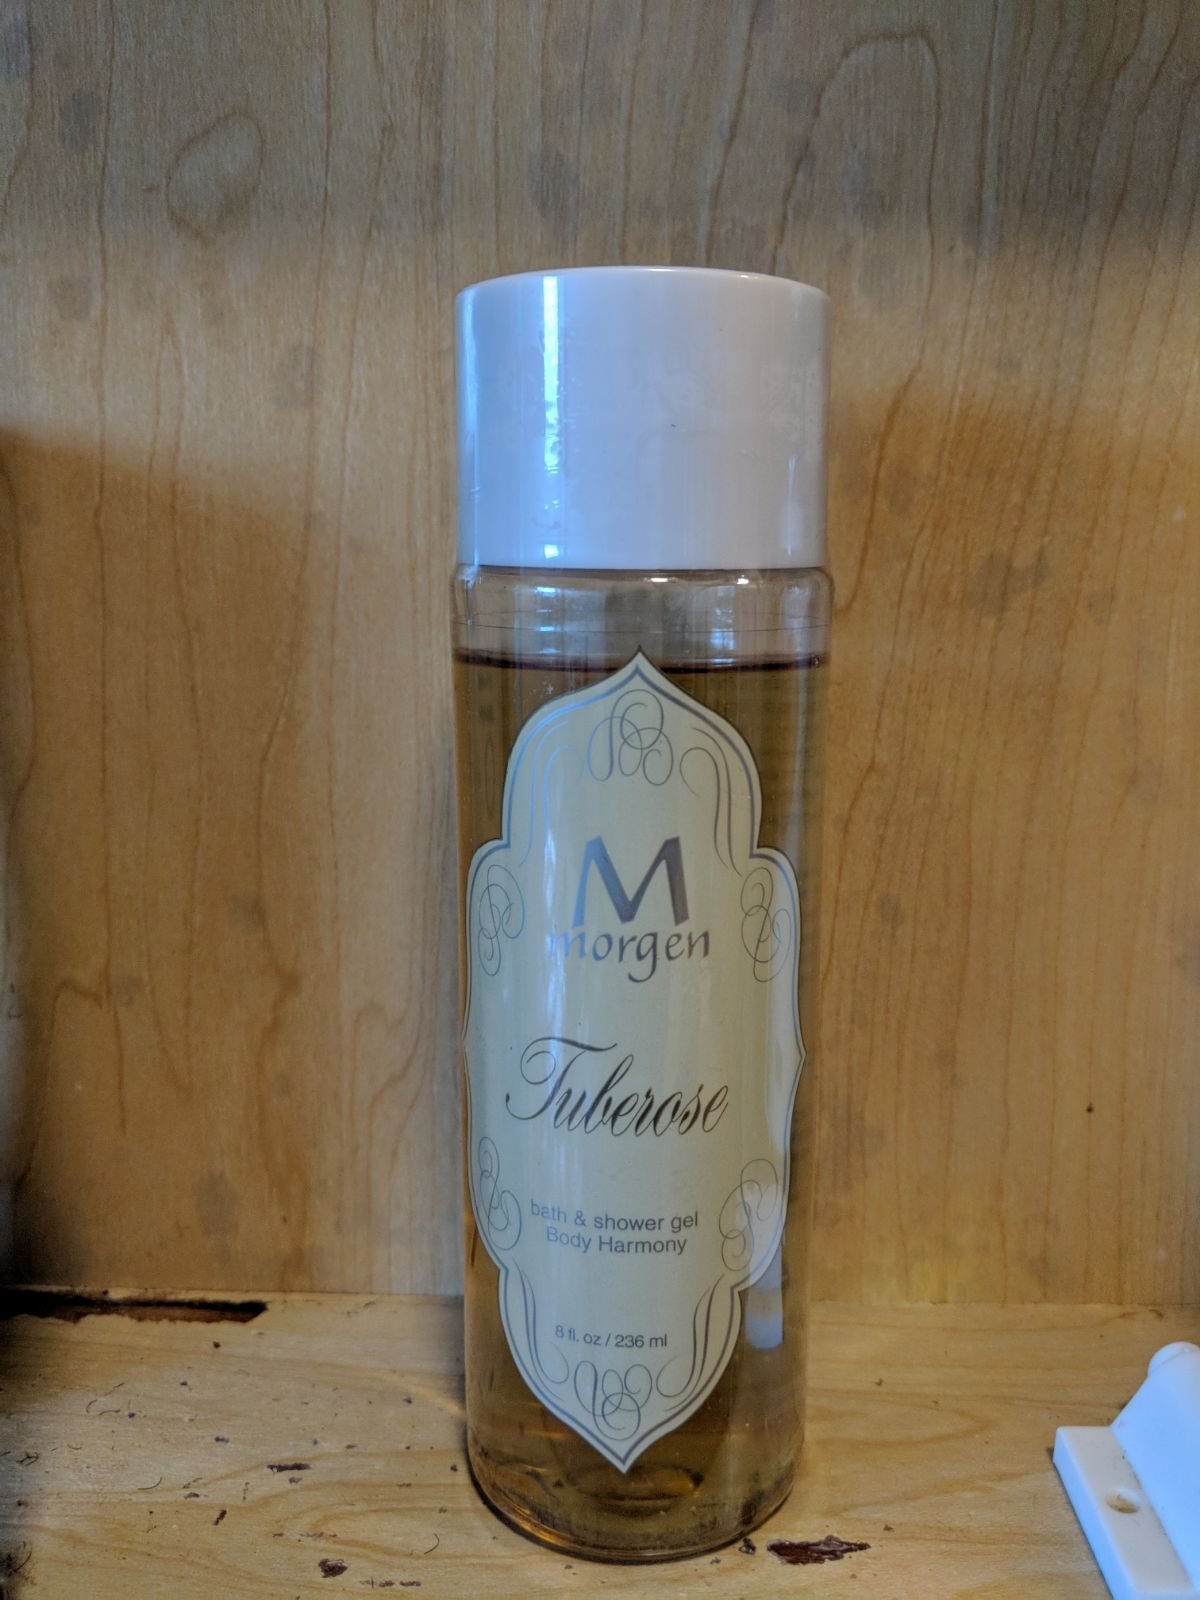 M
morgen
Tuberose
bath & shower gel
Body Harmony
8 fl. oz / 236 ml